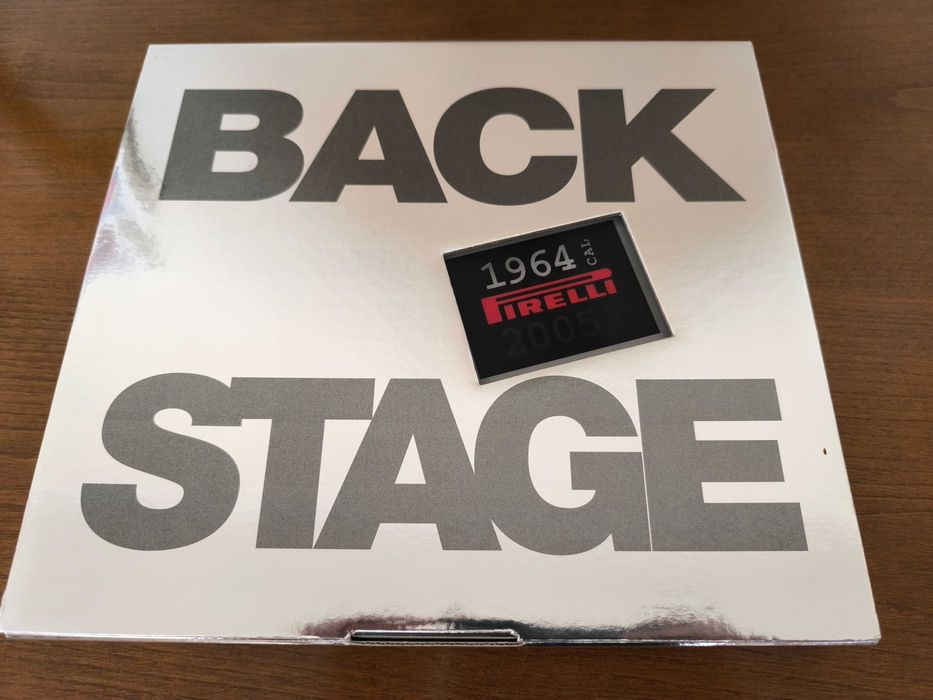 BACK
1964 CAL
PIRELLI
2005
STAGE